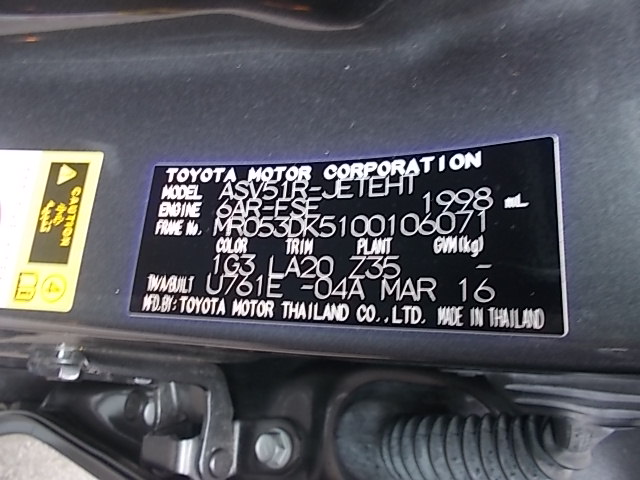 TOYOTA MOTOR CORPORATION
MODEL ASV51R-JETEHT
ENGINE 6AR-FSE 1998 mL
FRAME No. MR053DK5100106071
COLOR TRIM PLANT GVM(kg)
1G3 LA20 Z35 -
T/M/A/BUILT U761E -04A MAR 16
MFD.BY: TOYOTA MOTOR THAILAND CO.,LTD. MADE IN THAILAND
CAUTION